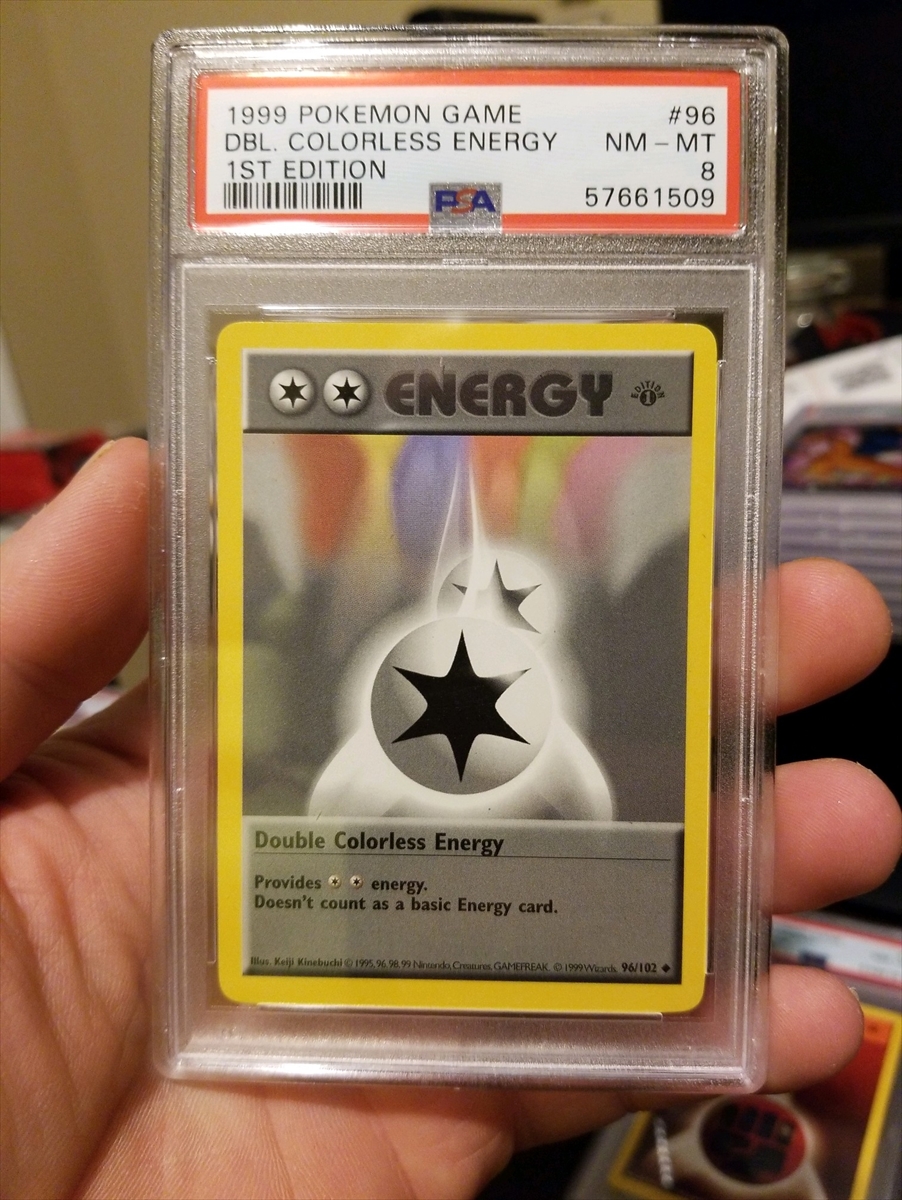 1999 POKEMON GAME #96
DBL. COLORLESS ENERGY NM - MT
1ST EDITION 8
PSA 57661509
ENERGY
EDITION 1
Double Colorless Energy
Provides energy.
Doesn't count as a basic Energy card.
Illus. Keiji Kinebuchi © 1995, 96, 98, 99 Nintendo, Creatures, GAMEFREAK. © 1999 Wizards. 96/102